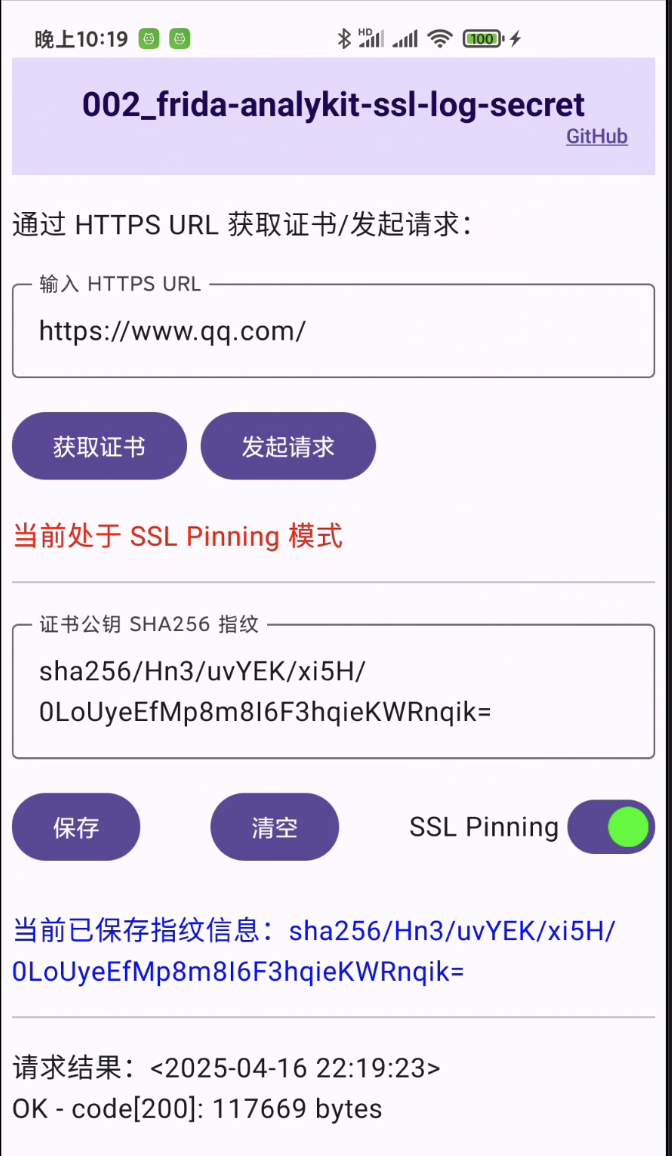 晚上10:19
HD
100
002_frida-analykit-ssl-log-secret
GitHub
通过 HTTPS URL 获取证书/发起请求：
输入 HTTPS URL
https://www.qq.com/
获取证书 发起请求
当前处于 SSL Pinning 模式
证书公钥 SHA256 指纹
sha256/Hn3/uvYEK/xi5H/
0LoUyeEfMp8m8I6F3hqieKWRnqik=
保存 清空 SSL Pinning
当前已保存指纹信息：sha256/Hn3/uvYEK/xi5H/
0LoUyeEfMp8m8I6F3hqieKWRnqik=
请求结果：<2025-04-16 22:19:23>
OK - code[200]: 117669 bytes